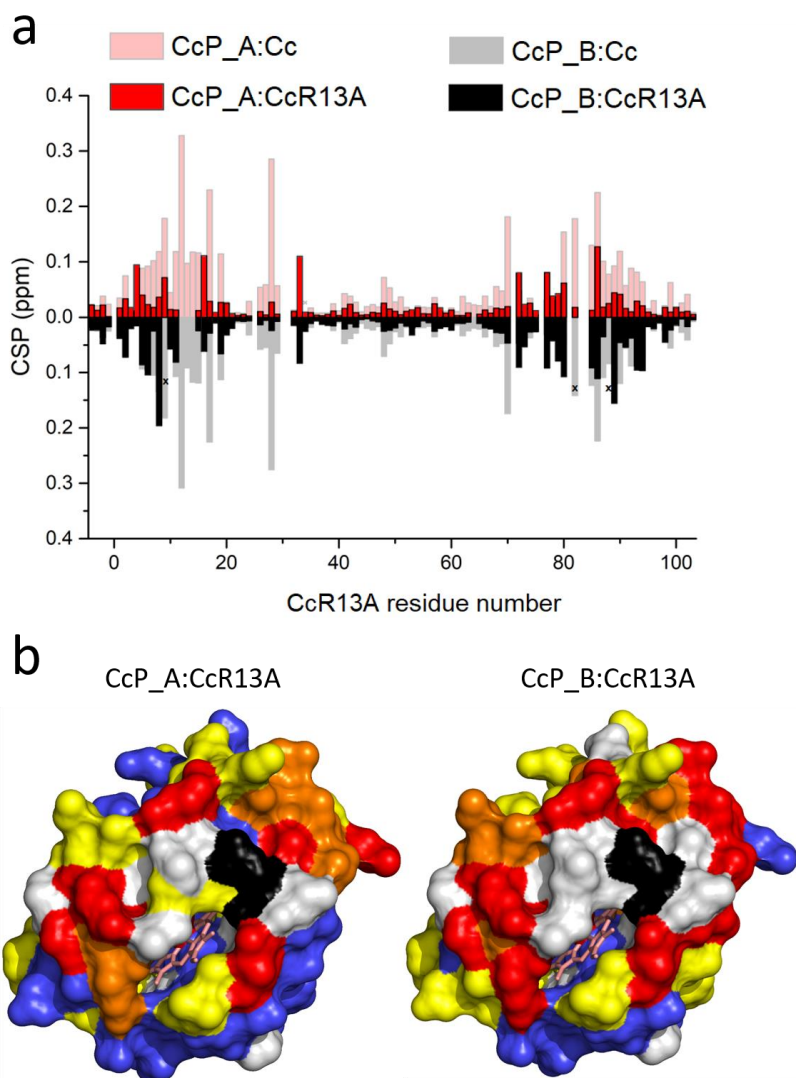 a
CcP_A:Cc
CcP_B:Cc
CcP_A:CcR13A
CcP_B:CcR13A
0.4
0.3
0.2
0.1
0.0
0.1
0.2
0.3
0.4
CSP (ppm)
x
x
x
0
20
40
60
80
100
CcR13A residue number
b
CcP_A:CcR13A
CcP_B:CcR13A